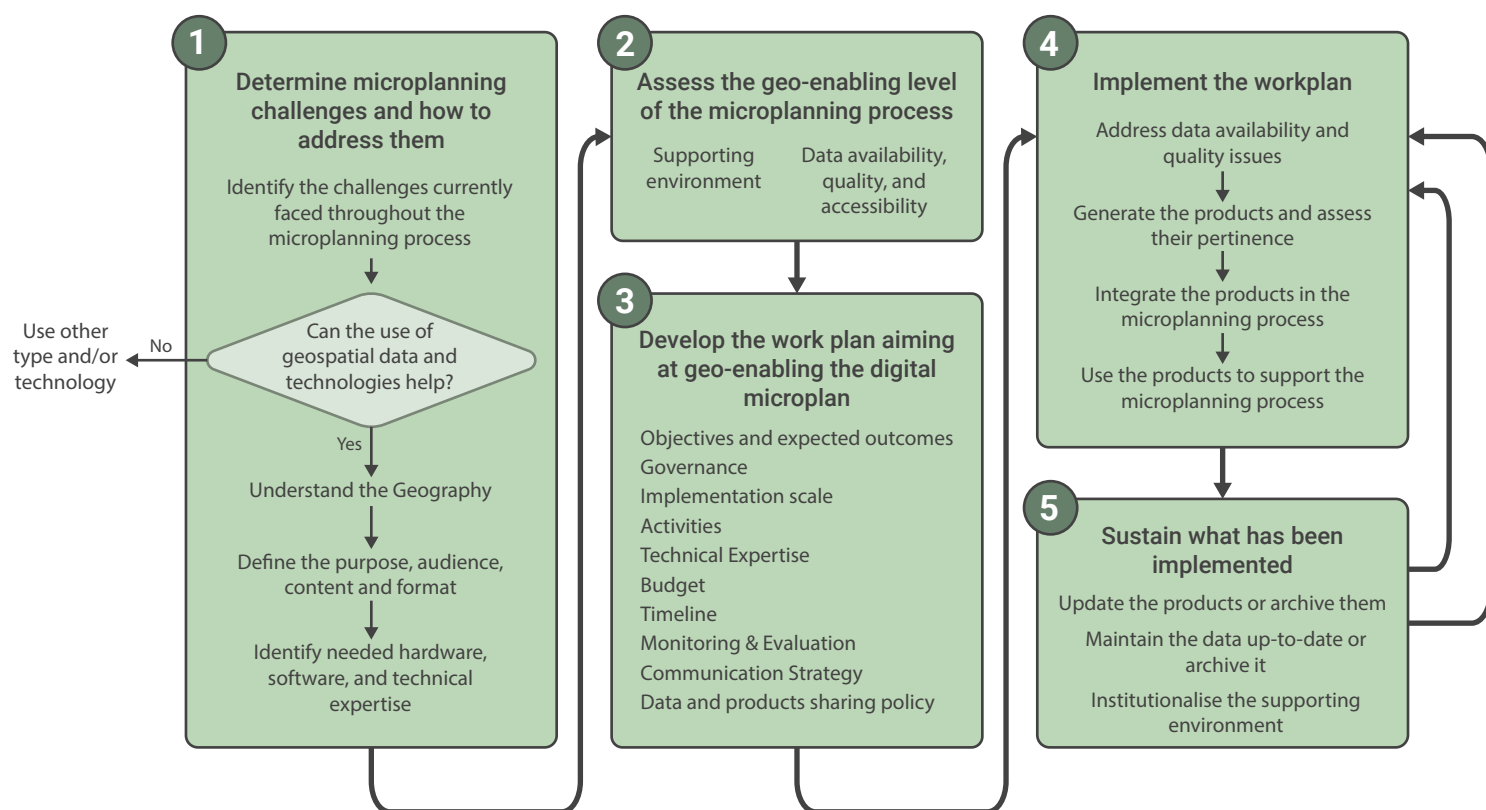 1
Determine microplanning
challenges and how to
address them
Identify the challenges currently
faced throughout the
microplanning process
Can the use of
geospatial data and
technologies help?
No
Use other
type and/or
technology
Yes
Understand the Geography
Define the purpose, audience,
content and format
Identify needed hardware,
software, and technical
expertise
2
Assess the geo-enabling level
of the microplanning process
Supporting
environment
Data availability,
quality, and
accessibility
3
Develop the work plan aiming
at geo-enabling the digital
microplan
Objectives and expected outcomes
Governance
Implementation scale
Activities
Technical Expertise
Budget
Timeline
Monitoring & Evaluation
Communication Strategy
Data and products sharing policy
4
Implement the workplan
Address data availability and
quality issues
Generate the products and assess
their pertinence
Integrate the products in the
microplanning process
Use the products to support the
microplanning process
5
Sustain what has been
implemented
Update the products or archive them
Maintain the data up-to-date or
archive it
Institutionalise the supporting
environment